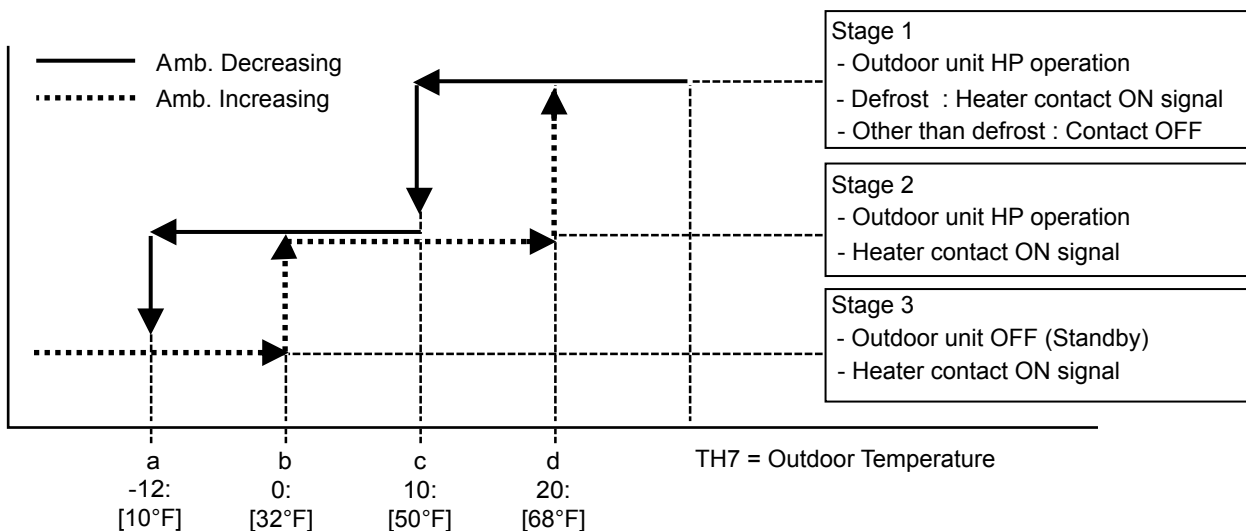 Amb. Decreasing
Amb. Increasing
Stage 1
- Outdoor unit HP operation
- Defrost : Heater contact ON signal
- Other than defrost : Contact OFF
Stage 2
- Outdoor unit HP operation
- Heater contact ON signal
Stage 3
- Outdoor unit OFF (Standby)
- Heater contact ON signal
a b c d TH7 = Outdoor Temperature
-12: 0: 10: 20:
[10°F] [32°F] [50°F] [68°F]